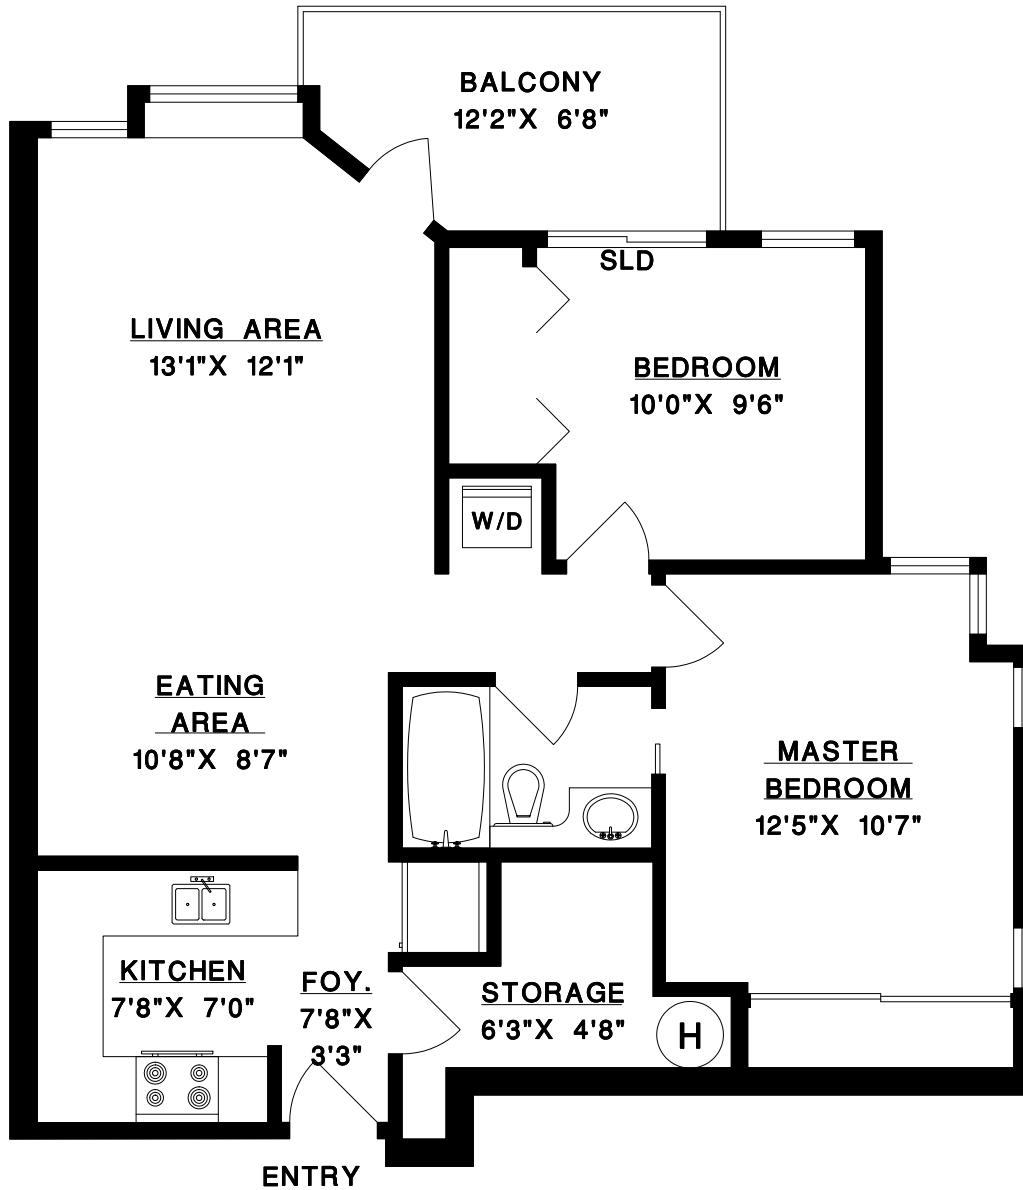 BALCONY
12'2"X 6'8"
SLD
LIVING AREA
13'1"X 12'1"
BEDROOM
10'0"X 9'6"
W/D
EATING
AREA
10'8"X 8'7"
MASTER
BEDROOM
12'5"X 10'7"
KITCHEN
7'8"X 7'0"
FOY.
7'8"X
3'3"
STORAGE
6'3"X 4'8"
H
ENTRY